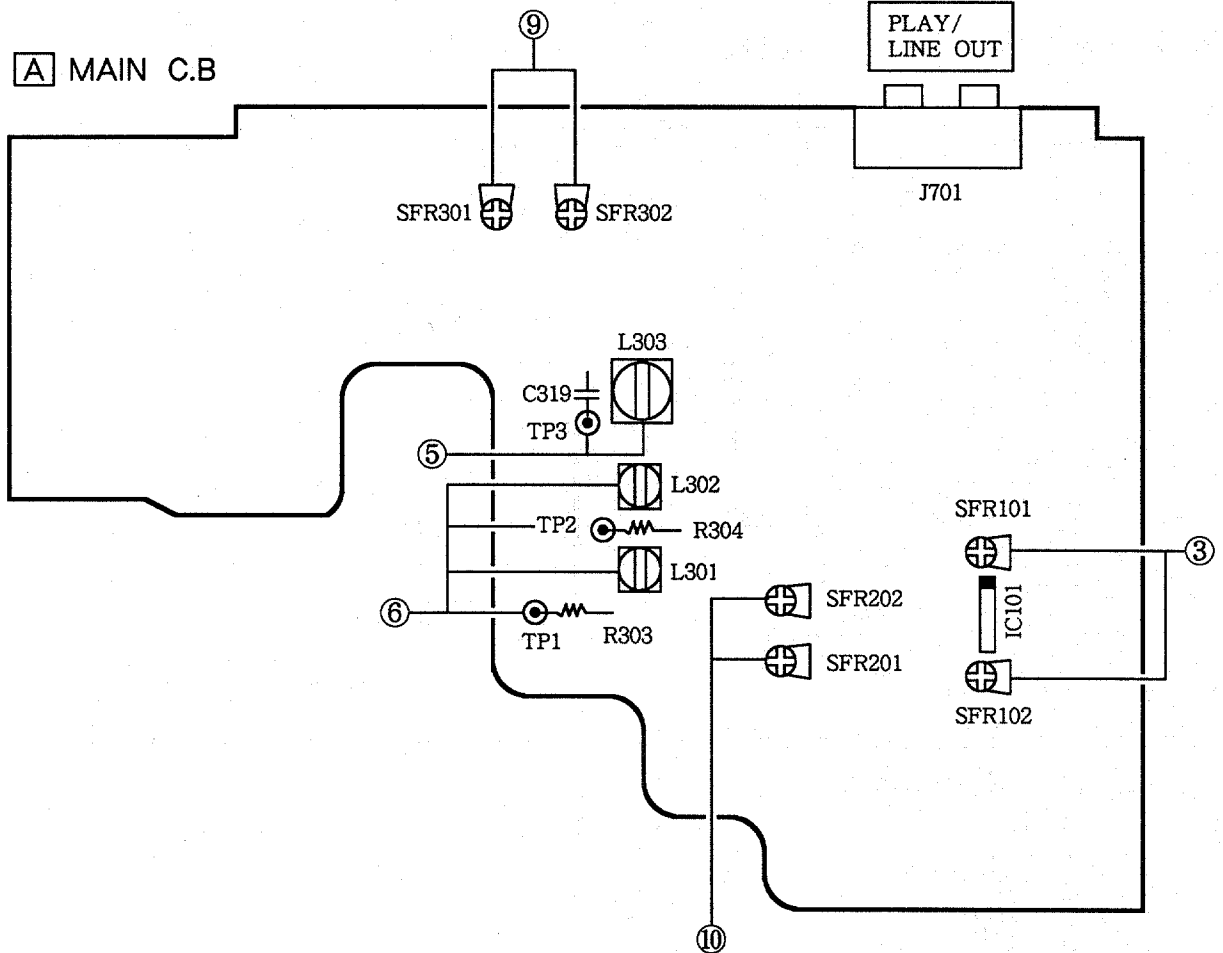 ⑨
PLAY/
LINE OUT
A MAIN C.B
J701
SFR301
SFR302
L303
C319
TP3
⑤
L302
TP2
R304
SFR101
③
L301
SFR202
IC101
⑥
TP1
R303
SFR201
SFR102
⑩